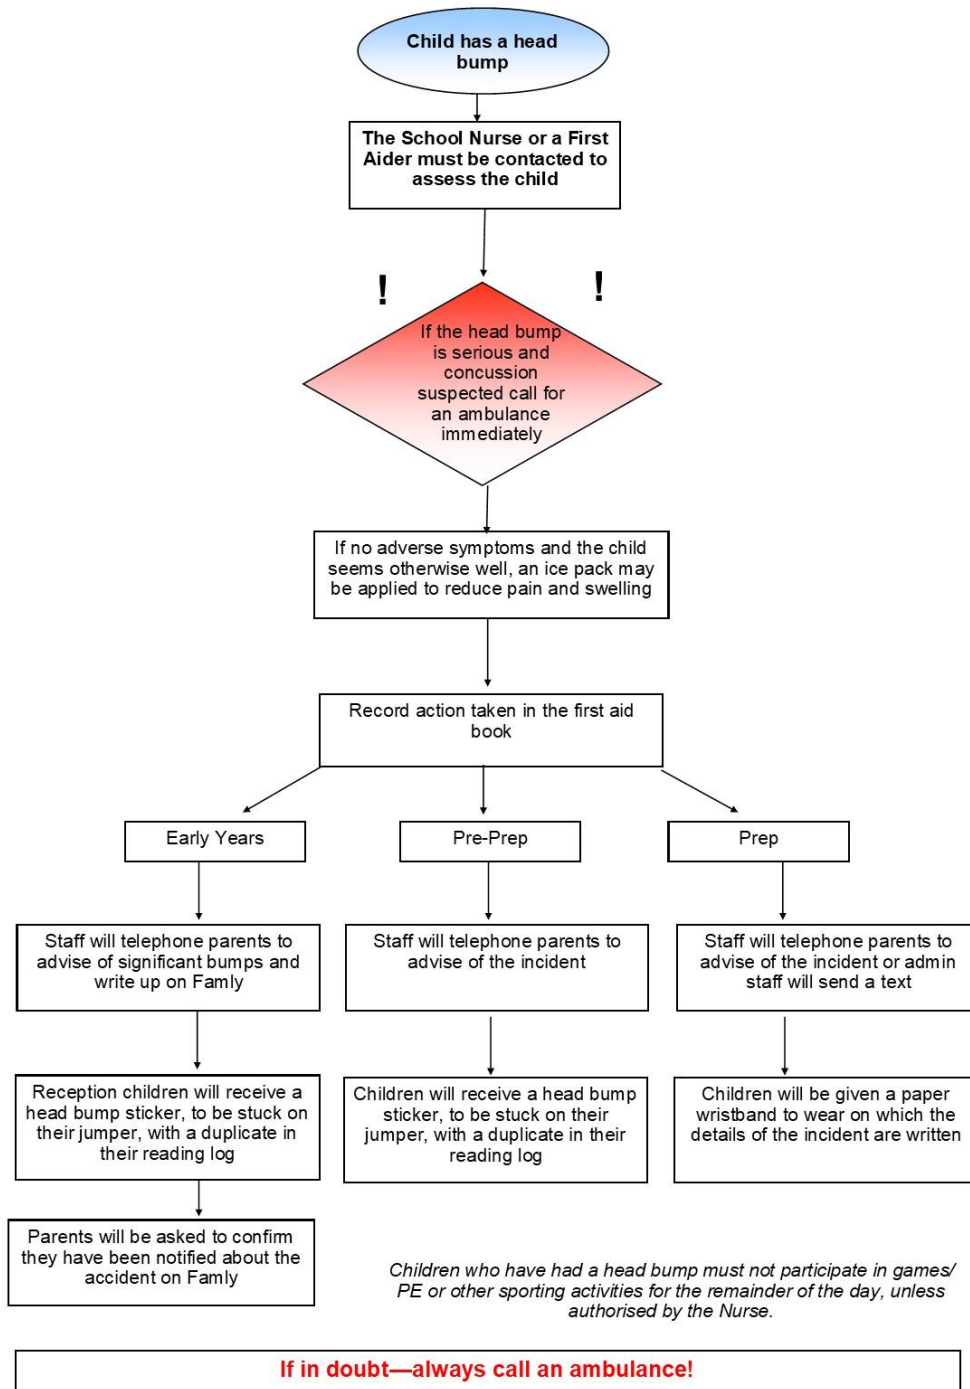 Child has a head
bump
The School Nurse or a First
Aider must be contacted to
assess the child
!
!
If the head bump
is serious and
concussion
suspected call for
an ambulance
immediately
If no adverse symptoms and the child
seems otherwise well, an ice pack may
be applied to reduce pain and swelling
Record action taken in the first aid
book
Early Years
Pre-Prep
Prep
Staff will telephone parents to
advise of significant bumps and
write up on Famly
Staff will telephone parents to
advise of the incident
Staff will telephone parents to
advise of the incident or admin
staff will send a text
Reception children will receive a
head bump sticker, to be stuck on
their jumper, with a duplicate in
their reading log
Children will receive a head bump
sticker, to be stuck on their
jumper, with a duplicate in their
reading log
Children will be given a paper
wristband to wear on which the
details of the incident are written
Parents will be asked to confirm
they have been notified about the
accident on Famly
Children who have had a head bump must not participate in games/
PE or other sporting activities for the remainder of the day, unless
authorised by the Nurse.
If in doubt—always call an ambulance!